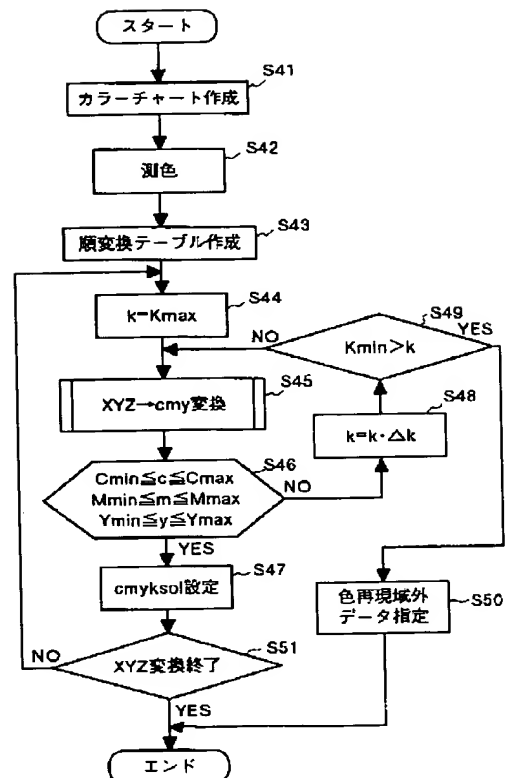 スタート
S41
カラーチャート作成
S42
測色
S43
順変換テーブル作成
S44
k=Kmax
S49
NO
YES
Kmin>k
S45
XYZ→cmy変換
S48
k=k・△k
S46
Cmin≦c≦Cmax
Mmin≦m≦Mmax
Ymin≦y≦Ymax
NO
YES
S47
cmyksol設定
色再現域外
データ指定
S50
S51
NO
XYZ変換終了
YES
エンド